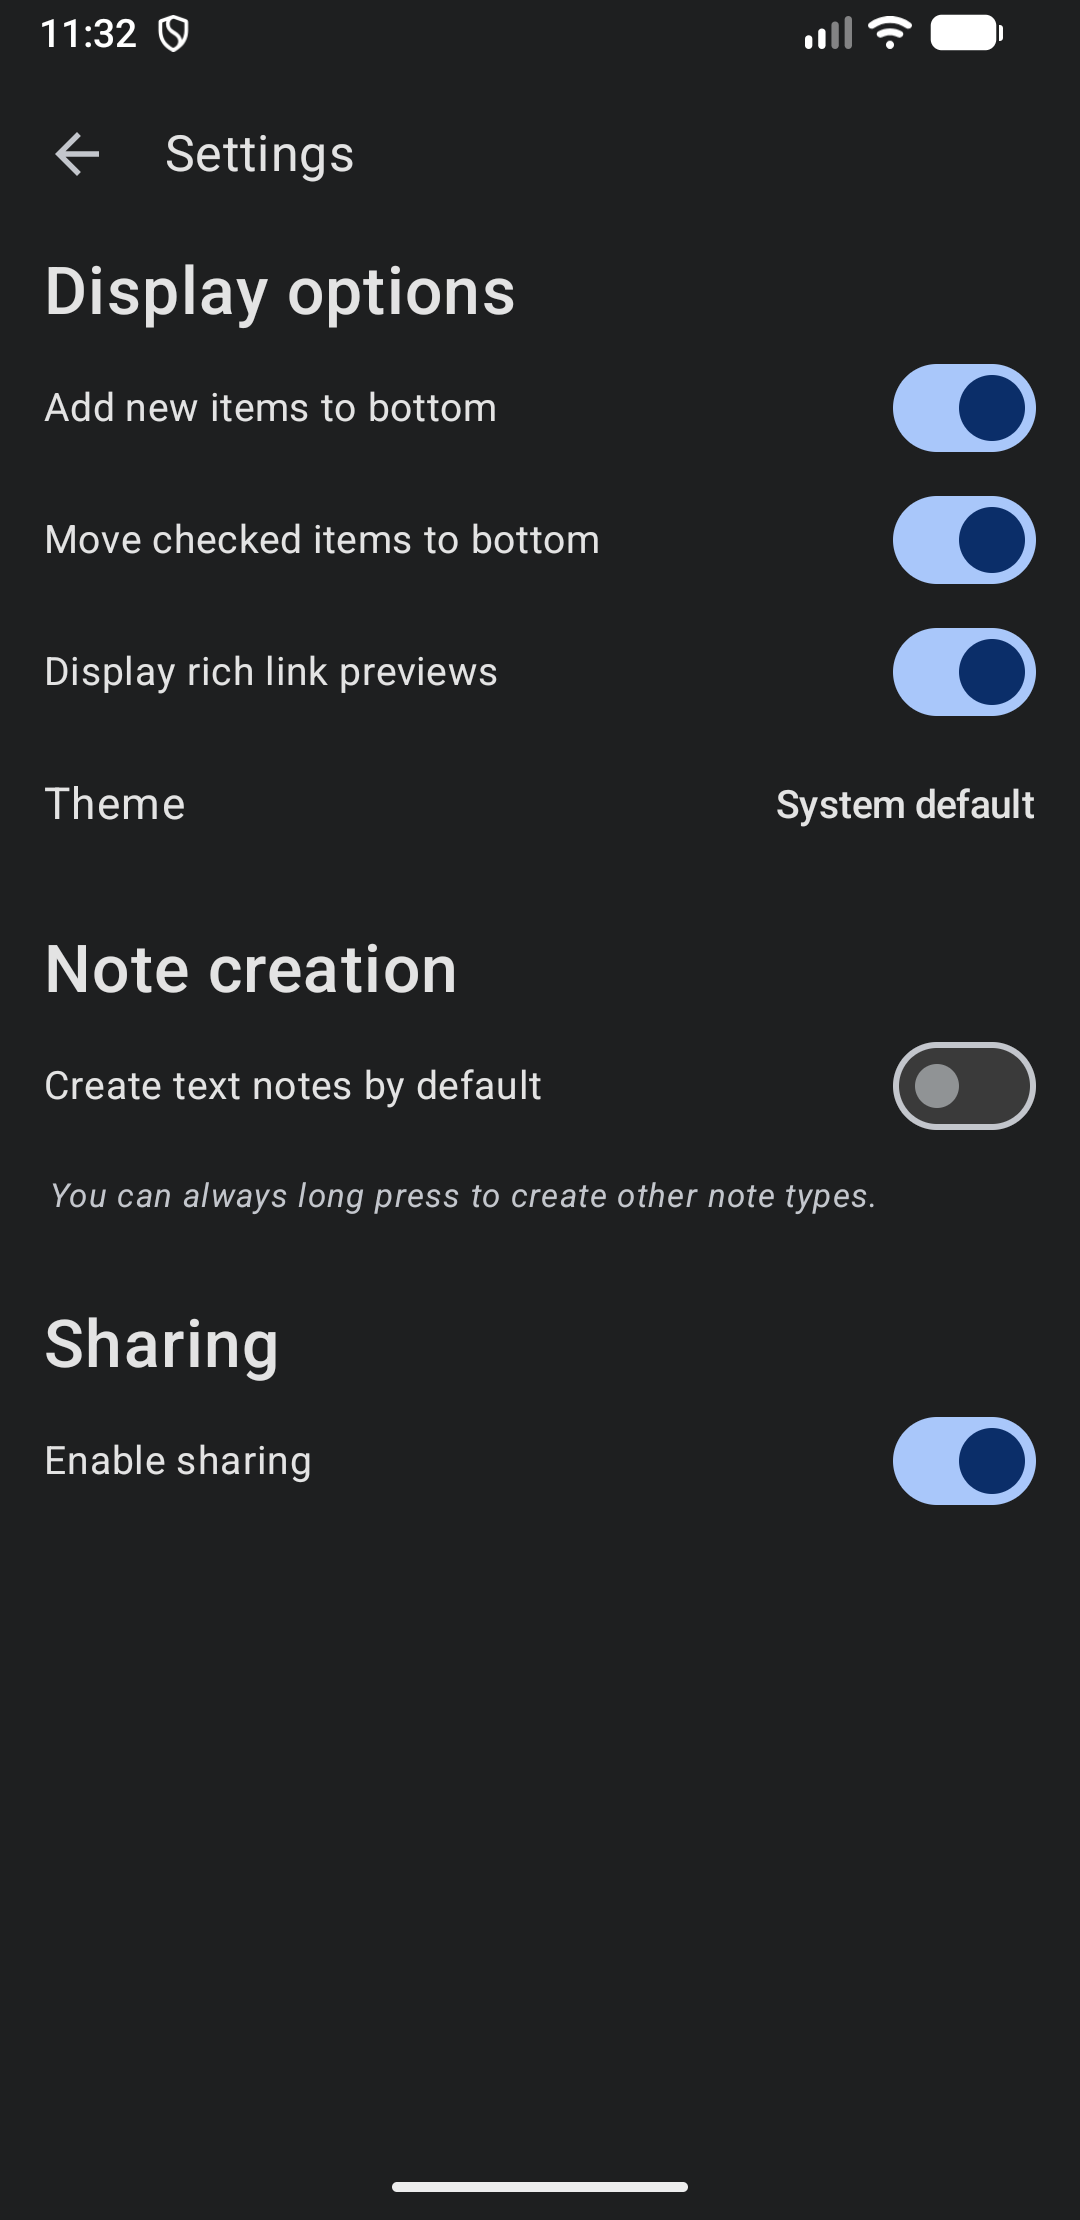 11:32
Settings
Display options
Add new items to bottom
Move checked items to bottom
Display rich link previews
Theme System default
Note creation
Create text notes by default
You can always long press to create other note types.
Sharing
Enable sharing